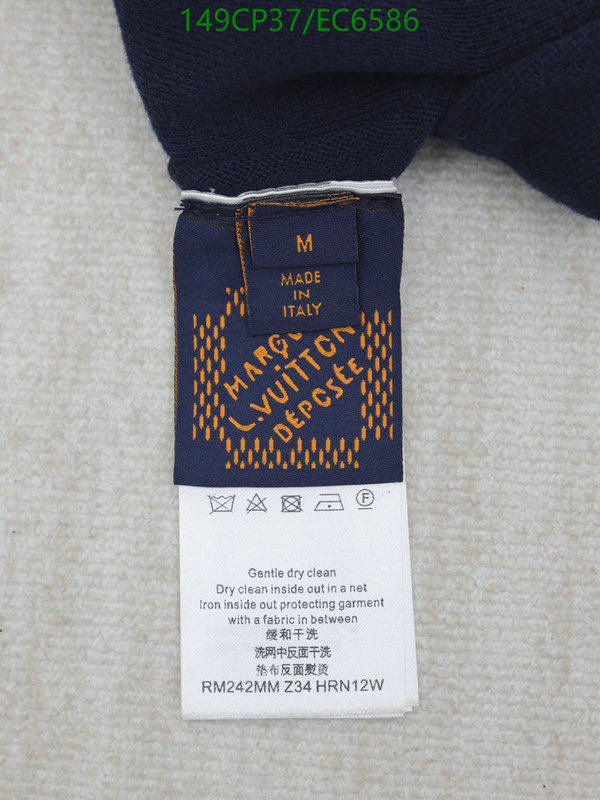 149CP37/EC6586
M
MADE
IN
ITALY
MARQU
L.VUITTON
DÉPOSÉE
Gentle dry clean
Dry clean inside out in a net
Iron inside out protecting garment
with a fabric in between
缓和干洗
洗网中反面干洗
垫布反面熨烫
RM242MM Z34 HRN12W